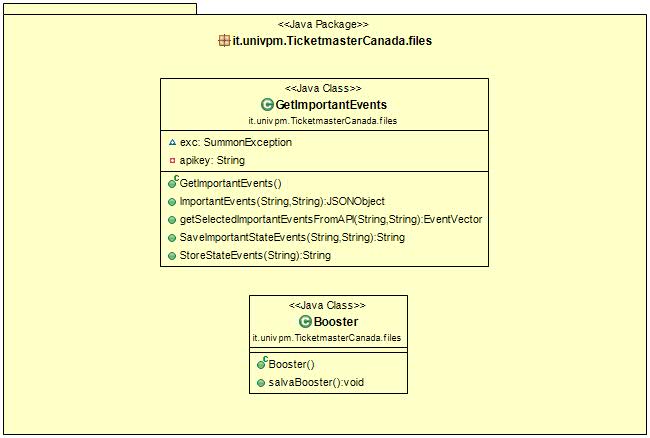 <<Java Package>>
it.univpm.TicketmasterCanada.files
<<Java Class>>
GetImportantEvents
it.univpm.TicketmasterCanada.files
exc: SummonException
apikey: String
GetImportantEvents()
ImportantEvents(String,String):JSONObject
getSelectedImportantEventsFromAPI(String,String):EventVector
SaveImportantStateEvents(String,String):String
StoreStateEvents(String):String
<<Java Class>>
Booster
it.univpm.TicketmasterCanada.files
Booster()
salvaBooster():void